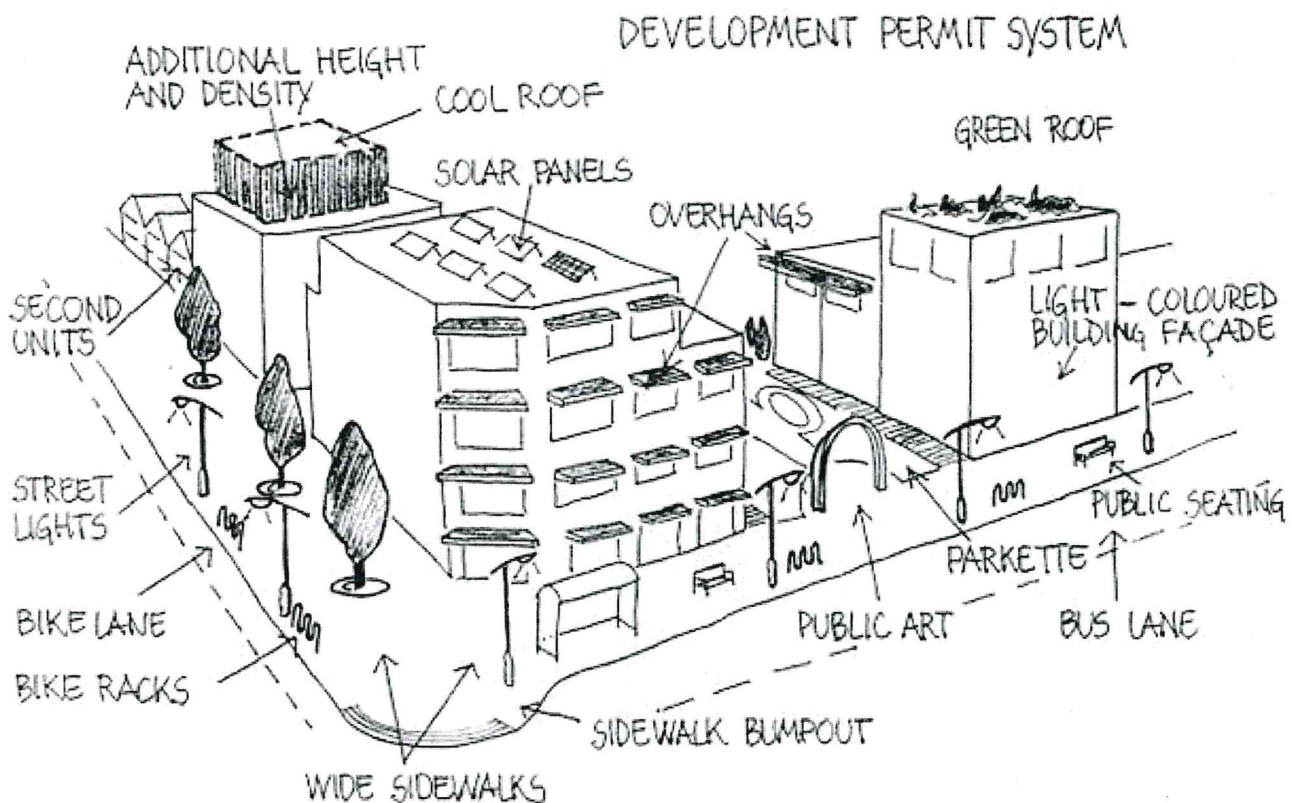 DEVELOPMENT PERMIT SYSTEM
ADDITIONAL HEIGHT
AND DENSITY
COOL ROOF
GREEN ROOF
SOLAR PANELS
OVERHANGS
SECOND
UNITS
LIGHT-COLOURED
BUILDING FAÇADE
STREET
LIGHTS
PUBLIC SEATING
PARKETTE
BIKE LANE
PUBLIC ART
BUS LANE
BIKE RACKS
SIDEWALK BUMPOUT
WIDE SIDEWALKS